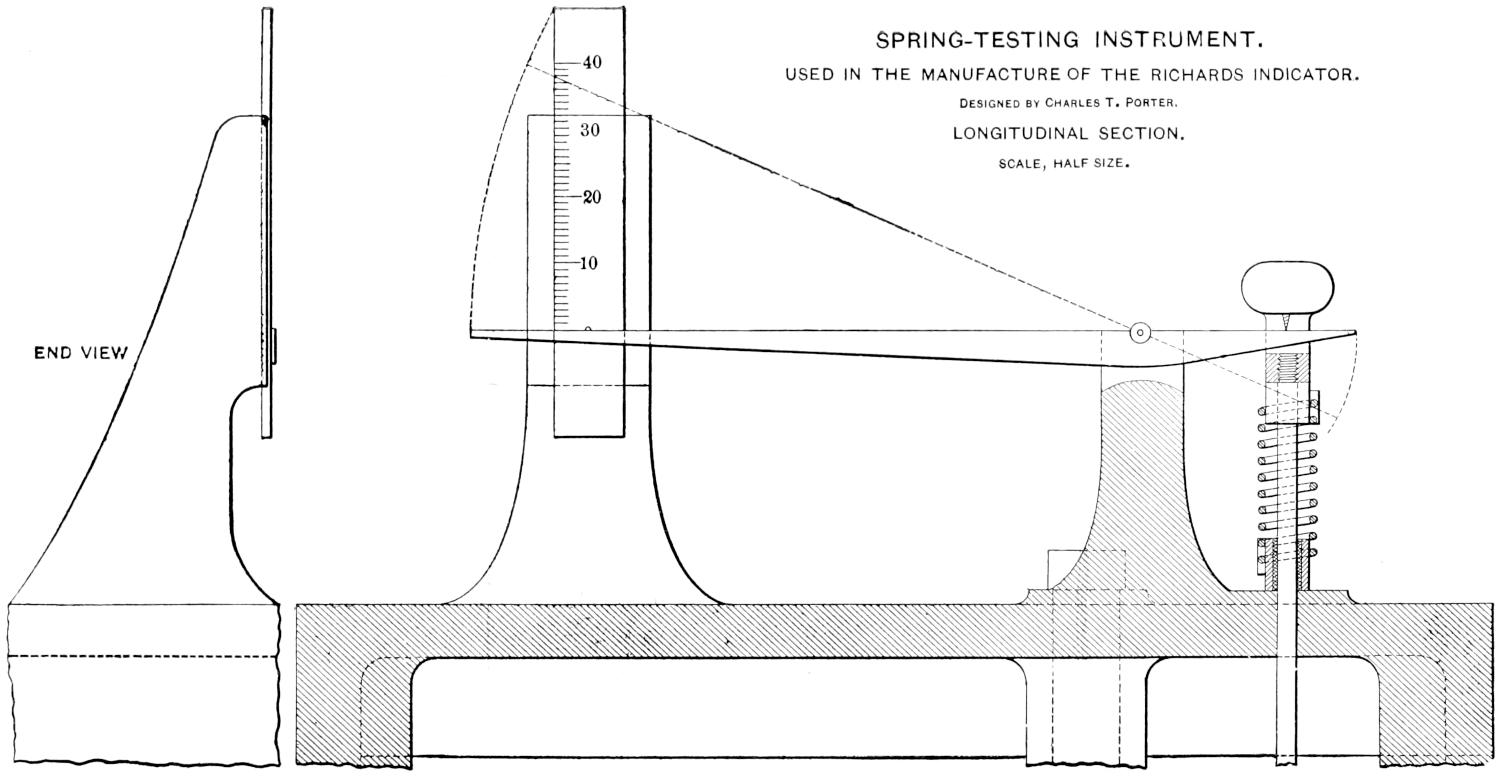 SPRING-TESTING INSTRUMENT.
USED IN THE MANUFACTURE OF THE RICHARDS INDICATOR.
DESIGNED BY CHARLES T. PORTER.
LONGITUDINAL SECTION.
SCALE, HALF SIZE.
40
30
20
10
0
END VIEW